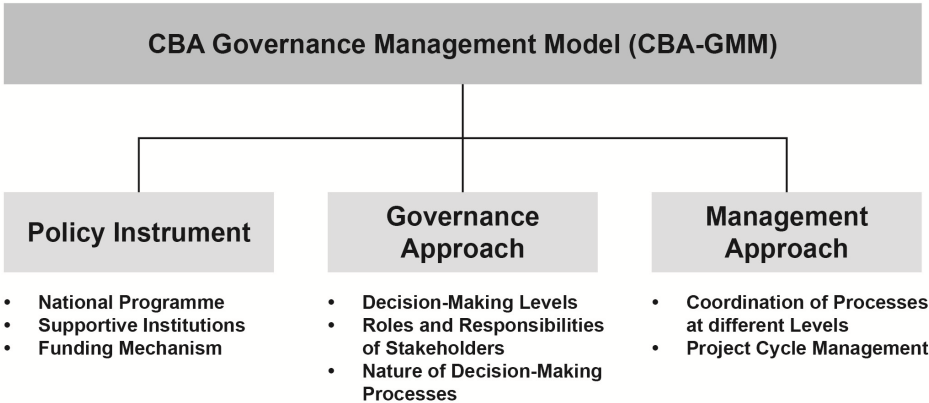 CBA Governance Management Model (CBA-GMM)
Policy Instrument
• National Programme
• Supportive Institutions
• Funding Mechanism
Governance
Approach
• Decision-Making Levels
• Roles and Responsibilities
of Stakeholders
• Nature of Decision-Making
Processes
Management
Approach
• Coordination of Processes
at different Levels
• Project Cycle Management